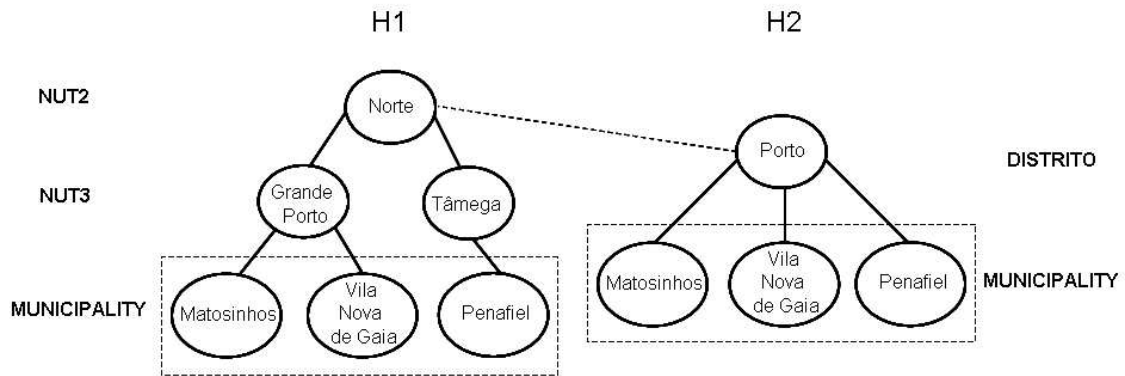 H1
H2
NUT2
Norte
Porto
DISTRITO
NUT3
Grande
Porto
Tâmega
MUNICIPALITY
Matosinhos
Vila
Nova
de Gaia
Penafiel
Matosinhos
Vila
Nova
de Gaia
Penafiel
MUNICIPALITY